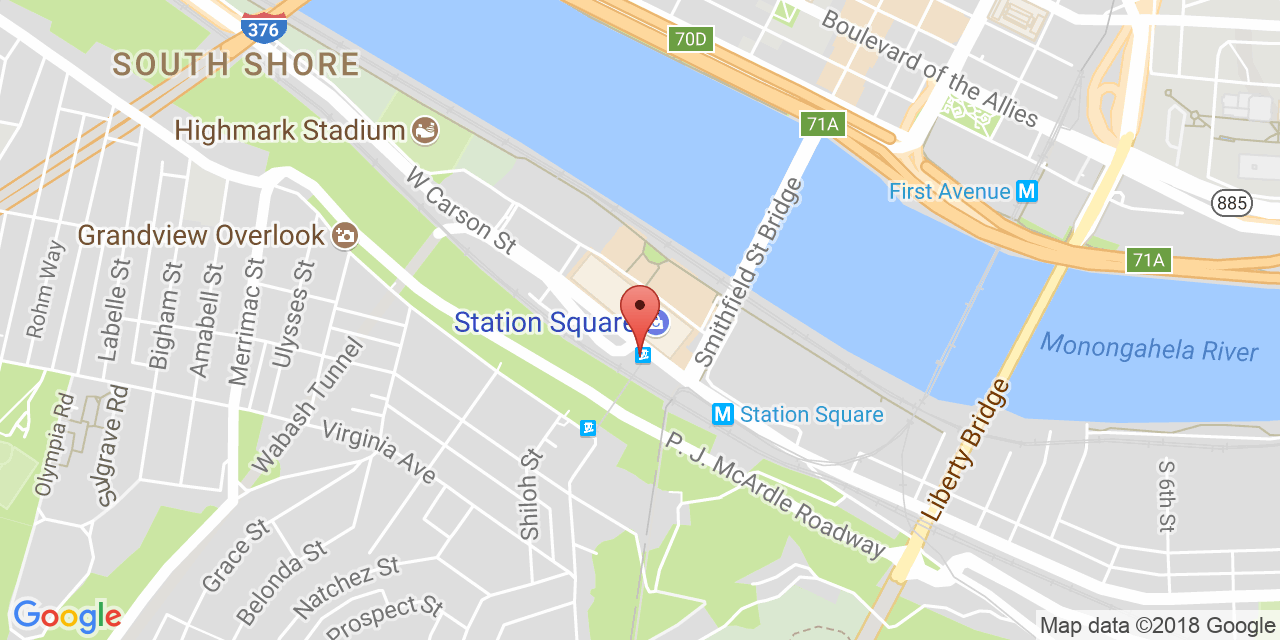 376
SOUTH SHORE
70D
Boulevard of the Allies
Highmark Stadium
71A
W Carson St
First Avenue
M
885
Grandview Overlook
Smithfield St Bridge
71A
Rohm Way
Labelle St
Bigham St
Amabell St
Merrimac St
Ulysses St
Station Square
Monongahela River
Wabash Tunnel
M
Station Square
Olympia Rd
Sylgrave Rd
Virginia Ave
Shiloh St
P. J. McArdle Roadway
Liberty Bridge
S 6th St
Grace St
Belonda St
Natchez St
Prospect St
Google
Map data ©2018 Google